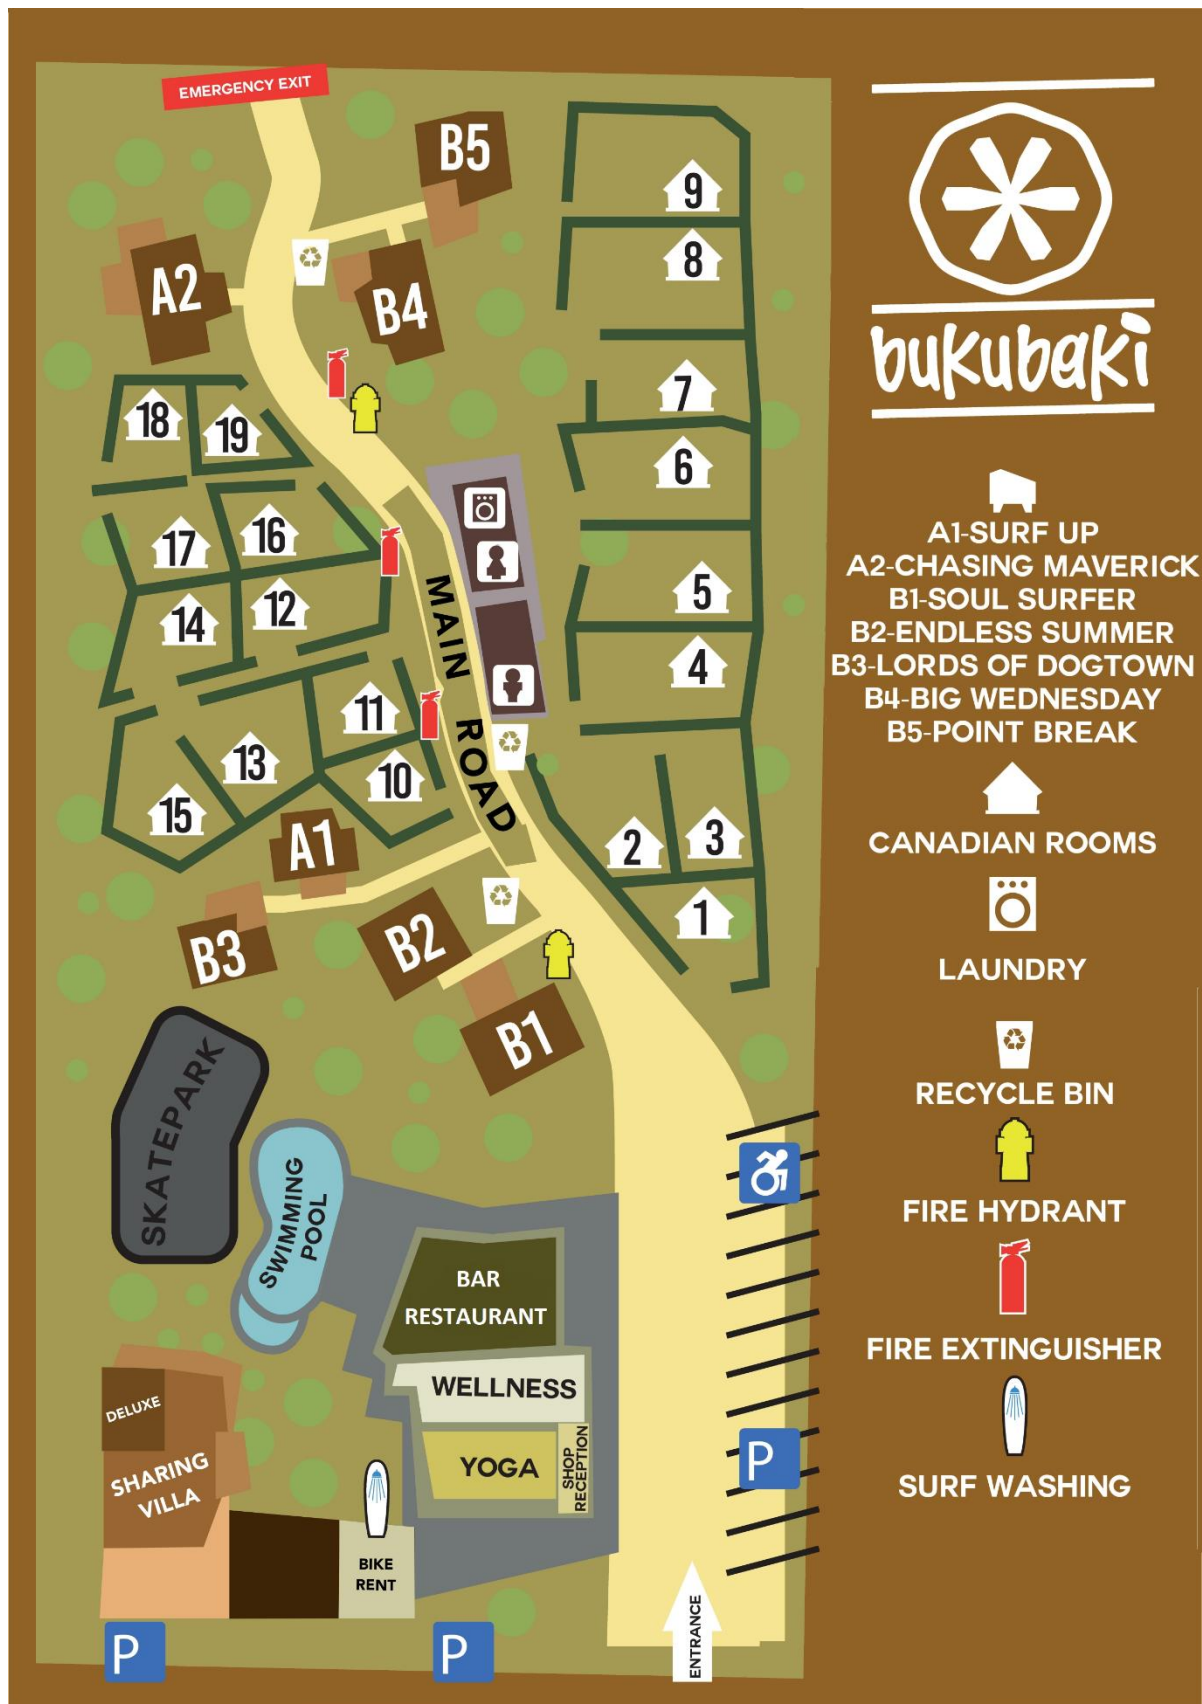 EMERGENCY EXIT
B5
9
A2
8
B4
bukubaki
7
18
19
6
17
16
5
14
12
MAIN ROAD
4
11
13
10
15
2
3
A1
1
B3
B2
B1
A1-SURF UP
A2-CHASING MAVERICK
B1-SOUL SURFER
B2-ENDLESS SUMMER
B3-LORDS OF DOGTOWN
B4-BIG WEDNESDAY
B5-POINT BREAK
CANADIAN ROOMS
LAUNDRY
RECYCLE BIN
FIRE HYDRANT
FIRE EXTINGUISHER
SURF WASHING
SKATEPARK
SWIMMING
POOL
BAR
RESTAURANT
WELLNESS
YOGA
SHOP
RECEPTION
DELUXE
SHARING
VILLA
BIKE
RENT
P
P
P
ENTRANCE